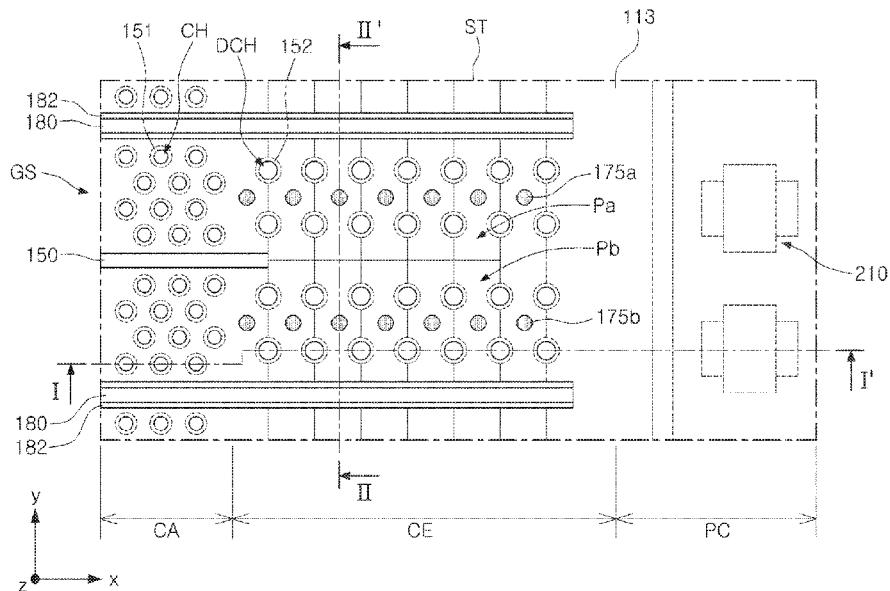 II'
ST
113
151
CH
DCH
152
182
180
GS
175a
Pa
150
Pb
210
175b
I
I'
180
182
II
y
CA
CE
PC
z
x